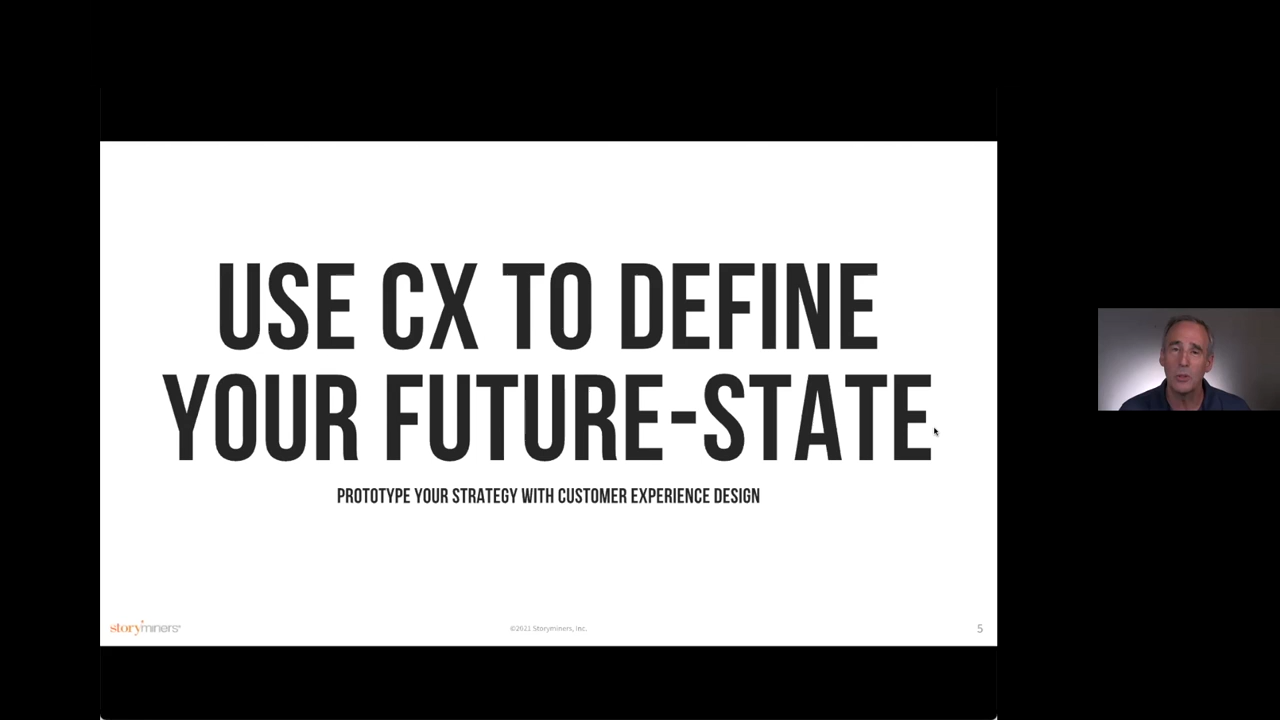 USE CX TO DEFINE
YOUR FUTURE-STATE
PROTOTYPE YOUR STRATEGY WITH CUSTOMER EXPERIENCE DESIGN
storyminers®
©2021 Storyminers, Inc.
5